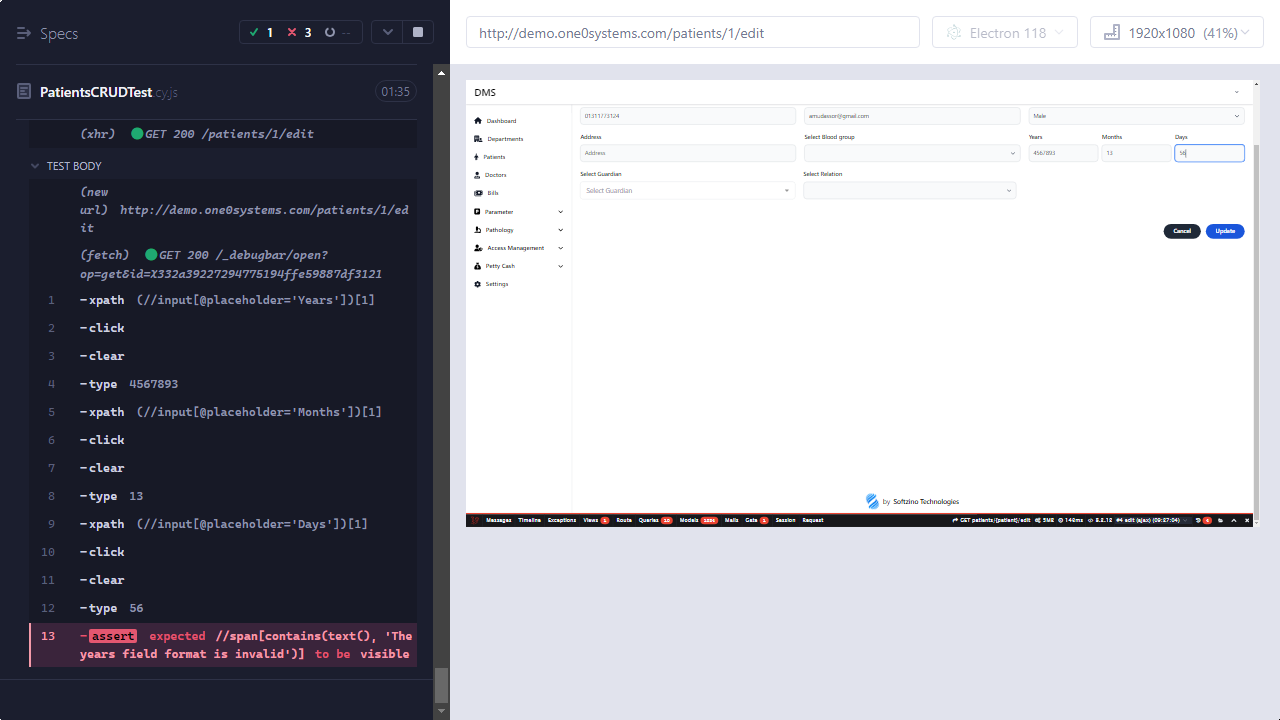 Specs
1
3
--
PatientsCRUDTest.cy.js
01:35
(xhr) GET 200 /patients/1/edit
TEST BODY
(new
url) http://demo.one0systems.com/patients/1/ed
it
(fetch) GET 200 /_debugbar/open?
op=get&id=X332a39227294775194ffe59887df3121
1 -xpath (//input[@placeholder='Years'])[1]
2 -click
3 -clear
4 -type 4567893
5 -xpath (//input[@placeholder='Months'])[1]
6 -click
7 -clear
8 -type 13
9 -xpath (//input[@placeholder='Days'])[1]
10 -click
11 -clear
12 -type 56
13 -assert expected //span[contains(text(), 'The
years field format is invalid')] to be visible
http://demo.one0systems.com/patients/1/edit
Electron 118
1920x1080 (41%)
DMS
Dashboard
Departments
Patients
Doctors
Bills
Parameter
Pathology
Access Management
Petty Cash
Settings
01311773124
amudassor@gmail.com
Male
Address
Select Blood group
Years
Months
Days
Address
4567893
13
56
Select Guardian
Select Relation
Select Guardian
Cancel
Update
by Softzino Technologies
Messages Timeline Exceptions Views Route Queries Models Mails Gate Session Request
GET patients/{patient}/edit 5MB 148ms 8.2.12 #4 edit (ajax) (09:27:04)